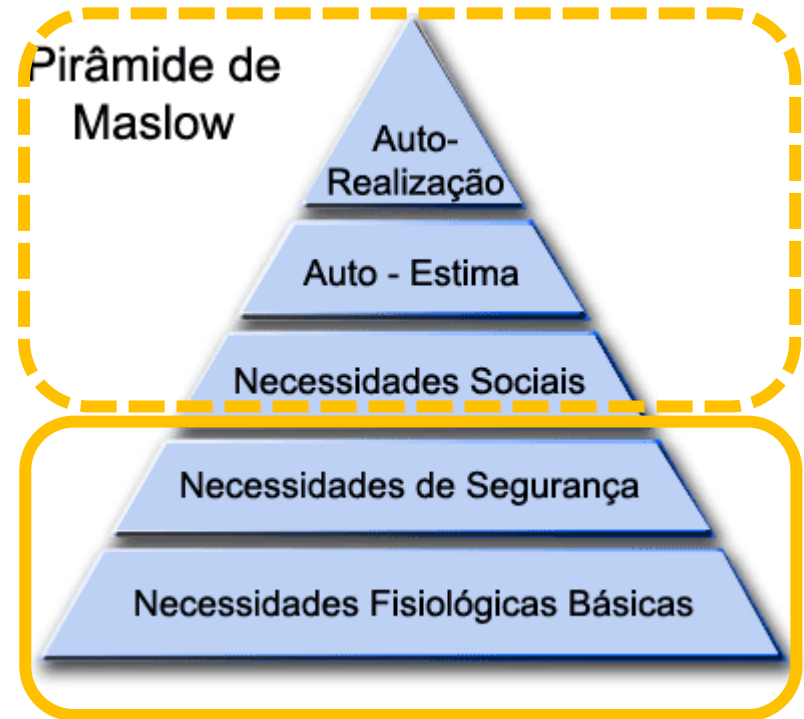 Pirâmide de
Maslow
Auto-
Realização
Auto - Estima
Necessidades Sociais
Necessidades de Segurança
Necessidades Fisiológicas Básicas